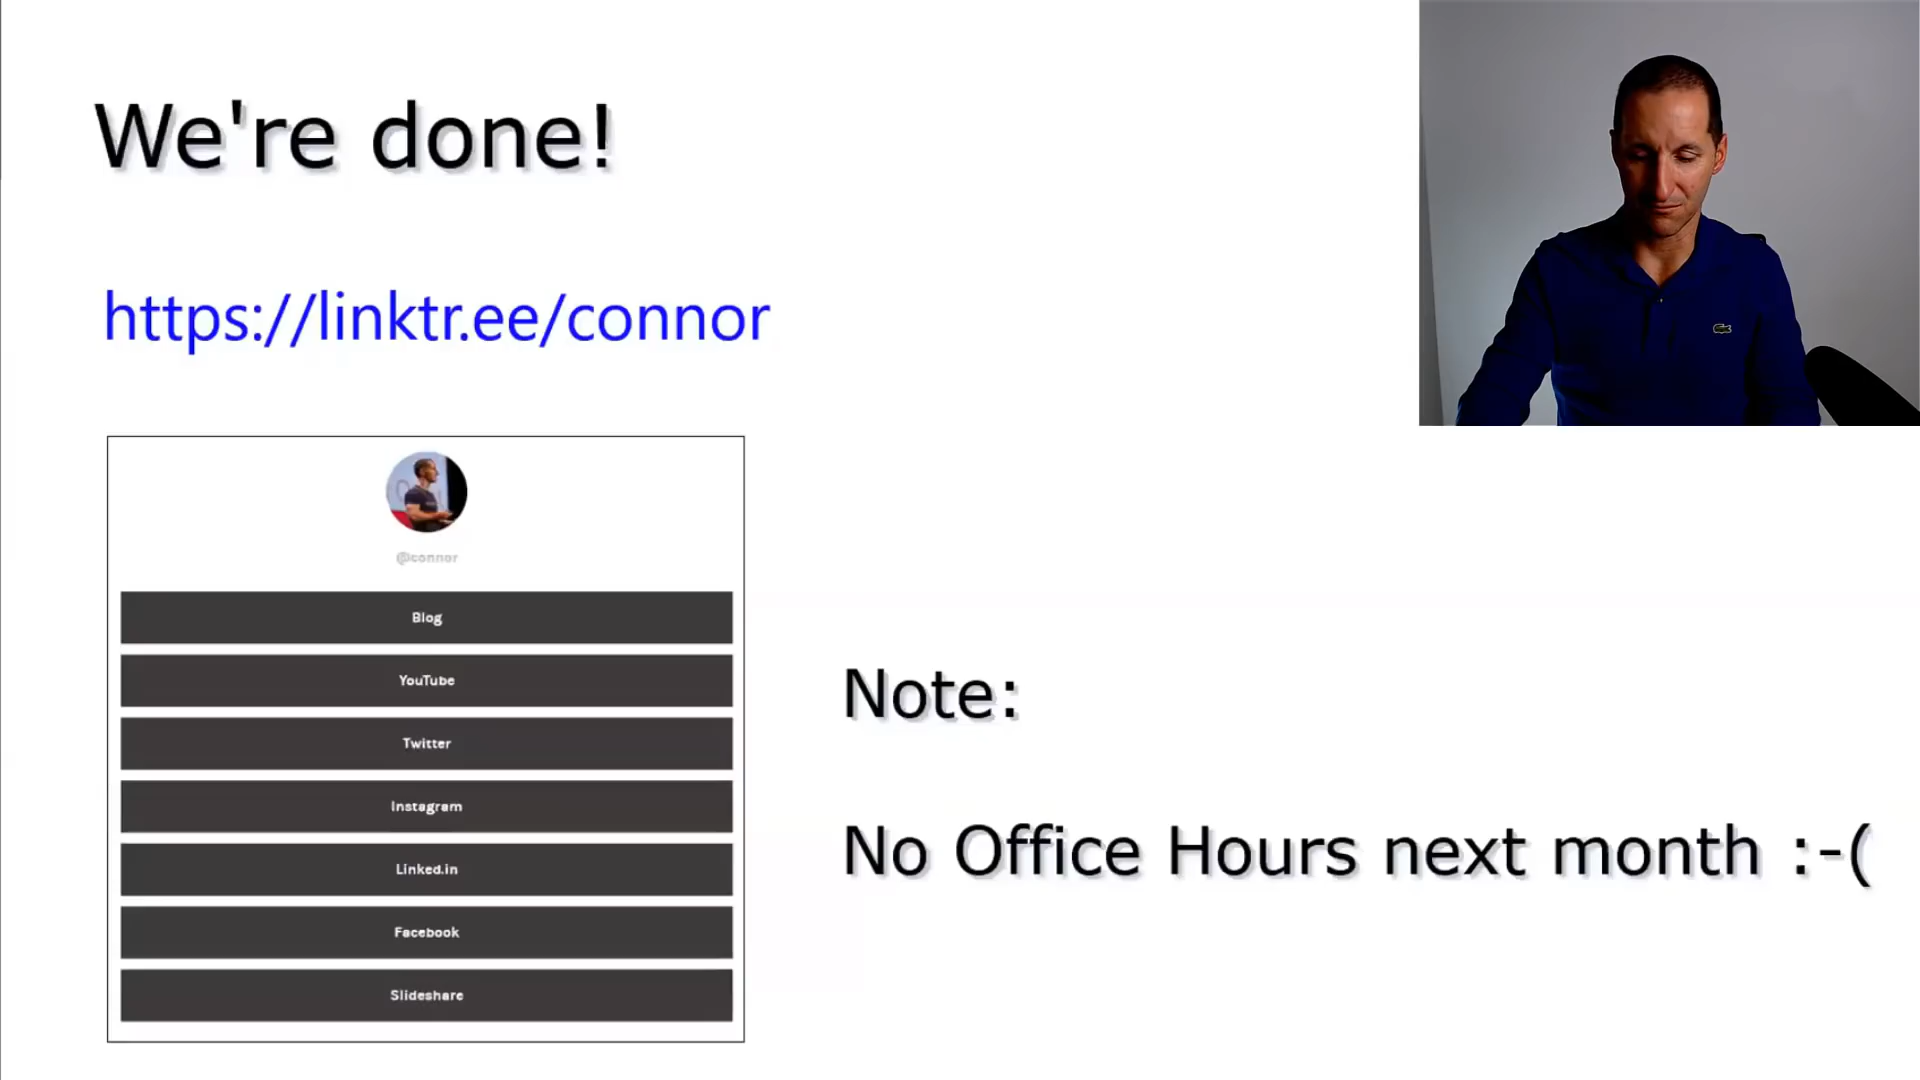 We're done!
https://linktr.ee/connor
@connor
Blog
YouTube
Twitter
Instagram
Linked.in
Facebook
Slideshare
Note:
No Office Hours next month :-(